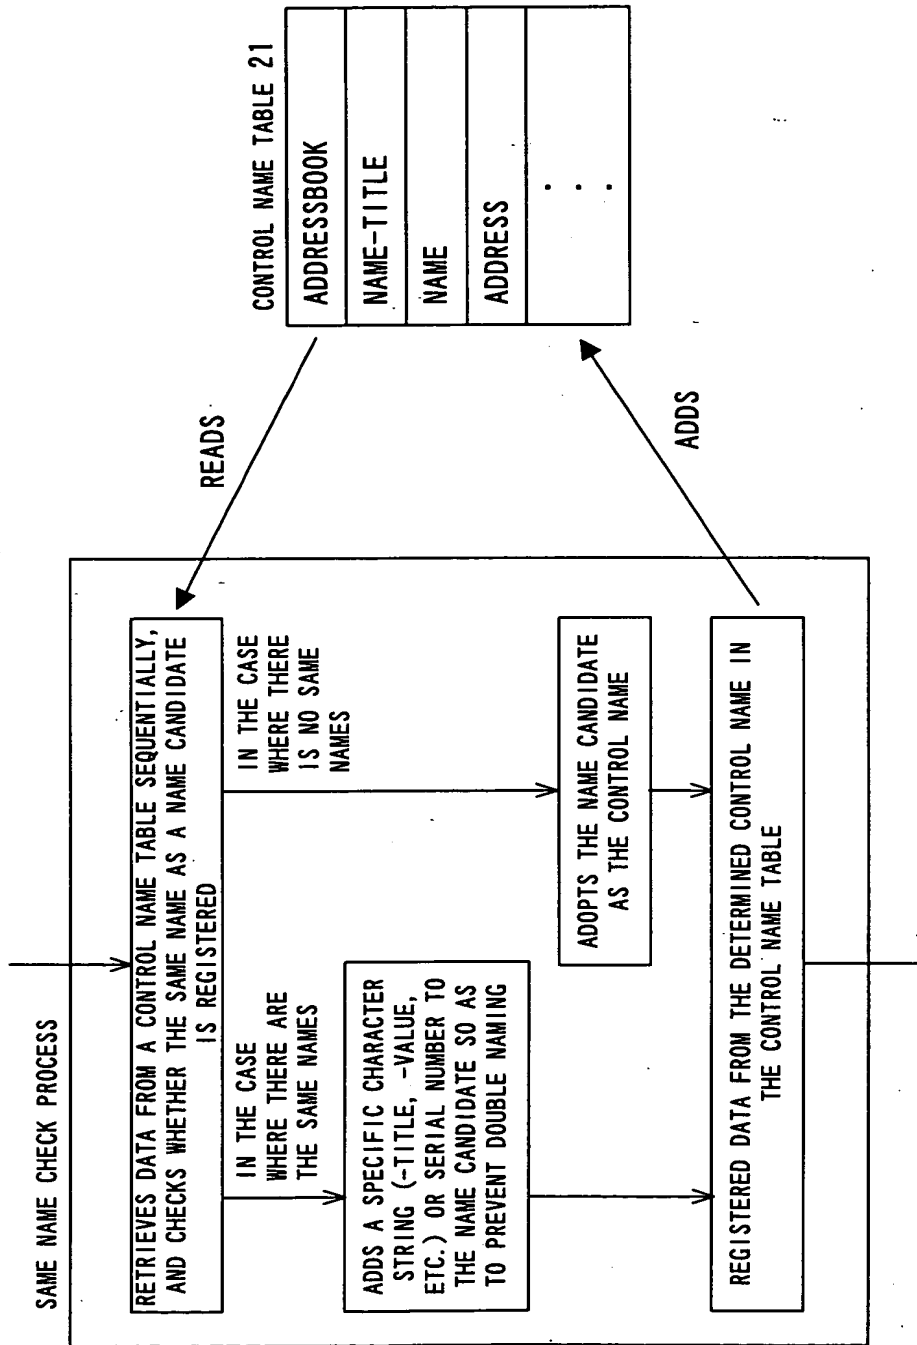 SAME NAME CHECK PROCESS
RETRIEVES DATA FROM A CONTROL NAME TABLE SEQUENTIALLY,
AND CHECKS WHETHER THE SAME NAME AS A NAME CANDIDATE
IS REGISTERED
IN THE CASE
WHERE THERE ARE
THE SAME NAMES
IN THE CASE
WHERE THERE
IS NO SAME
NAMES
ADDS A SPECIFIC CHARACTER
STRING (-TITLE, -VALUE,
ETC.) OR SERIAL NUMBER TO
THE NAME CANDIDATE SO AS
TO PREVENT DOUBLE NAMING
ADOPTS THE NAME CANDIDATE
AS THE CONTROL NAME
REGISTERED DATA FROM THE DETERMINED CONTROL NAME IN
THE CONTROL NAME TABLE
READS
ADDS
CONTROL NAME TABLE 21
ADDRESSBOOK
NAME-TITLE
NAME
ADDRESS
. . .